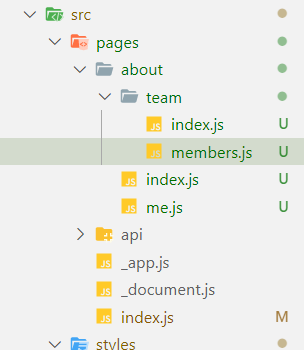 src
pages
about
team
JS index.js U
JS members.js U
JS index.js U
JS me.js U
api
JS _app.js
JS _document.js
JS index.js M
styles